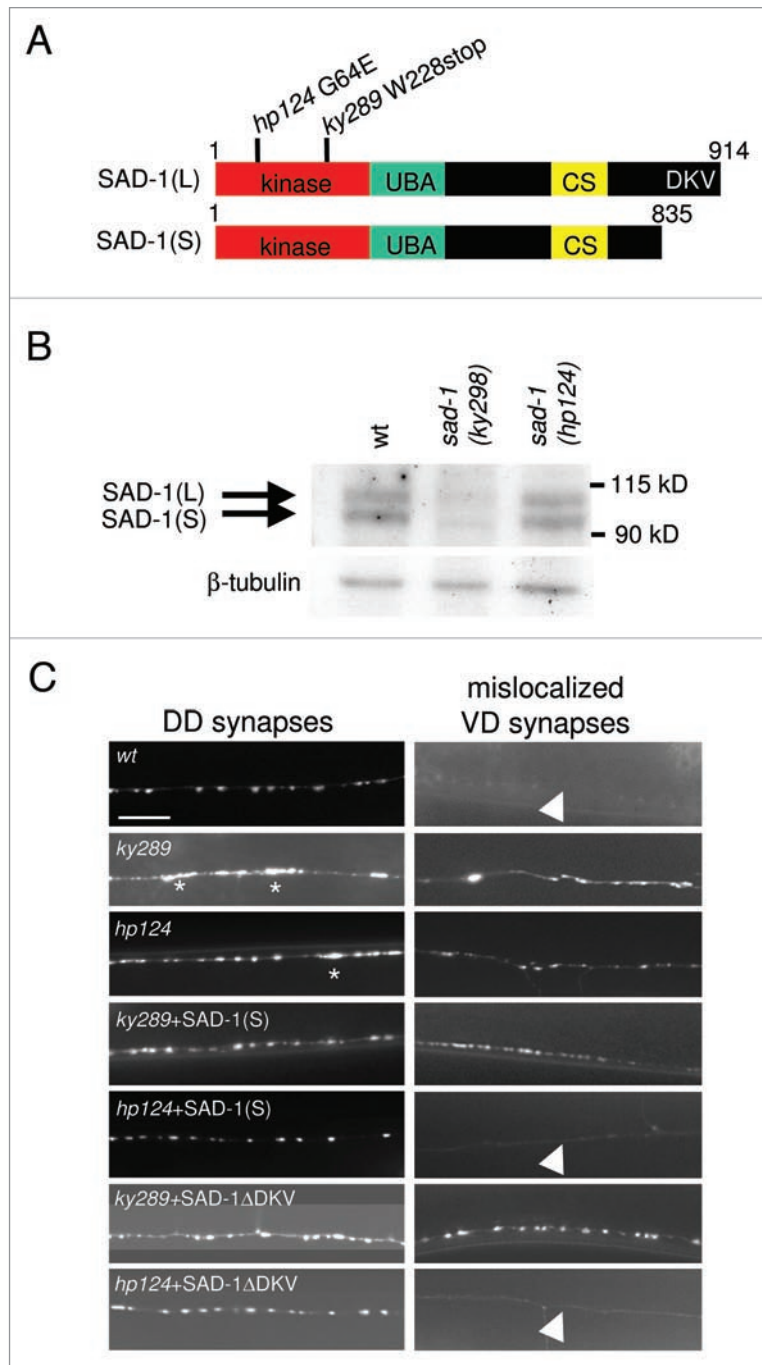 A
hp124 G64E
ky289 W228stop
1
914
SAD-1(L)
kinase
UBA
CS
DKV
1
835
SAD-1(S)
kinase
UBA
CS
B
wt
sad-1
(ky298)
sad-1
(hp124)
SAD-1(L)
SAD-1(S)
115 kD
90 kD
β-tubulin
C
DD synapses
mislocalized
VD synapses
wt
ky289
*
*
hp124
*
ky289+SAD-1(S)
hp124+SAD-1(S)
ky289+SAD-1ΔDKV
hp124+SAD-1ΔDKV